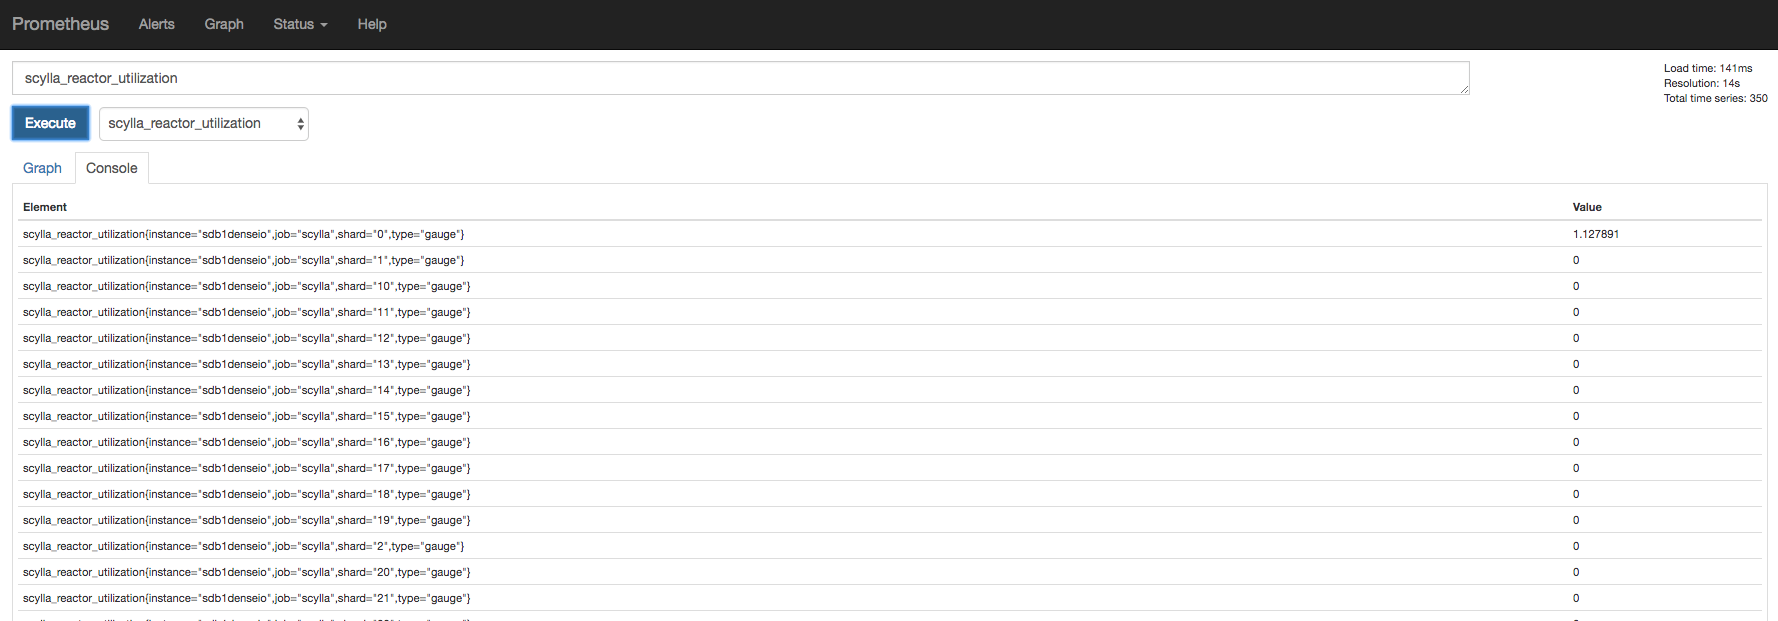 Prometheus Alerts Graph Status Help
scylla_reactor_utilization
Load time: 141ms
Resolution: 14s
Total time series: 350
Execute scylla_reactor_utilization
Graph Console
Element Value
scylla_reactor_utilization{instance="sdb1denseio",job="scylla",shard="0",type="gauge"} 1.127891
scylla_reactor_utilization{instance="sdb1denseio",job="scylla",shard="1",type="gauge"} 0
scylla_reactor_utilization{instance="sdb1denseio",job="scylla",shard="10",type="gauge"} 0
scylla_reactor_utilization{instance="sdb1denseio",job="scylla",shard="11",type="gauge"} 0
scylla_reactor_utilization{instance="sdb1denseio",job="scylla",shard="12",type="gauge"} 0
scylla_reactor_utilization{instance="sdb1denseio",job="scylla",shard="13",type="gauge"} 0
scylla_reactor_utilization{instance="sdb1denseio",job="scylla",shard="14",type="gauge"} 0
scylla_reactor_utilization{instance="sdb1denseio",job="scylla",shard="15",type="gauge"} 0
scylla_reactor_utilization{instance="sdb1denseio",job="scylla",shard="16",type="gauge"} 0
scylla_reactor_utilization{instance="sdb1denseio",job="scylla",shard="17",type="gauge"} 0
scylla_reactor_utilization{instance="sdb1denseio",job="scylla",shard="18",type="gauge"} 0
scylla_reactor_utilization{instance="sdb1denseio",job="scylla",shard="19",type="gauge"} 0
scylla_reactor_utilization{instance="sdb1denseio",job="scylla",shard="2",type="gauge"} 0
scylla_reactor_utilization{instance="sdb1denseio",job="scylla",shard="20",type="gauge"} 0
scylla_reactor_utilization{instance="sdb1denseio",job="scylla",shard="21",type="gauge"} 0